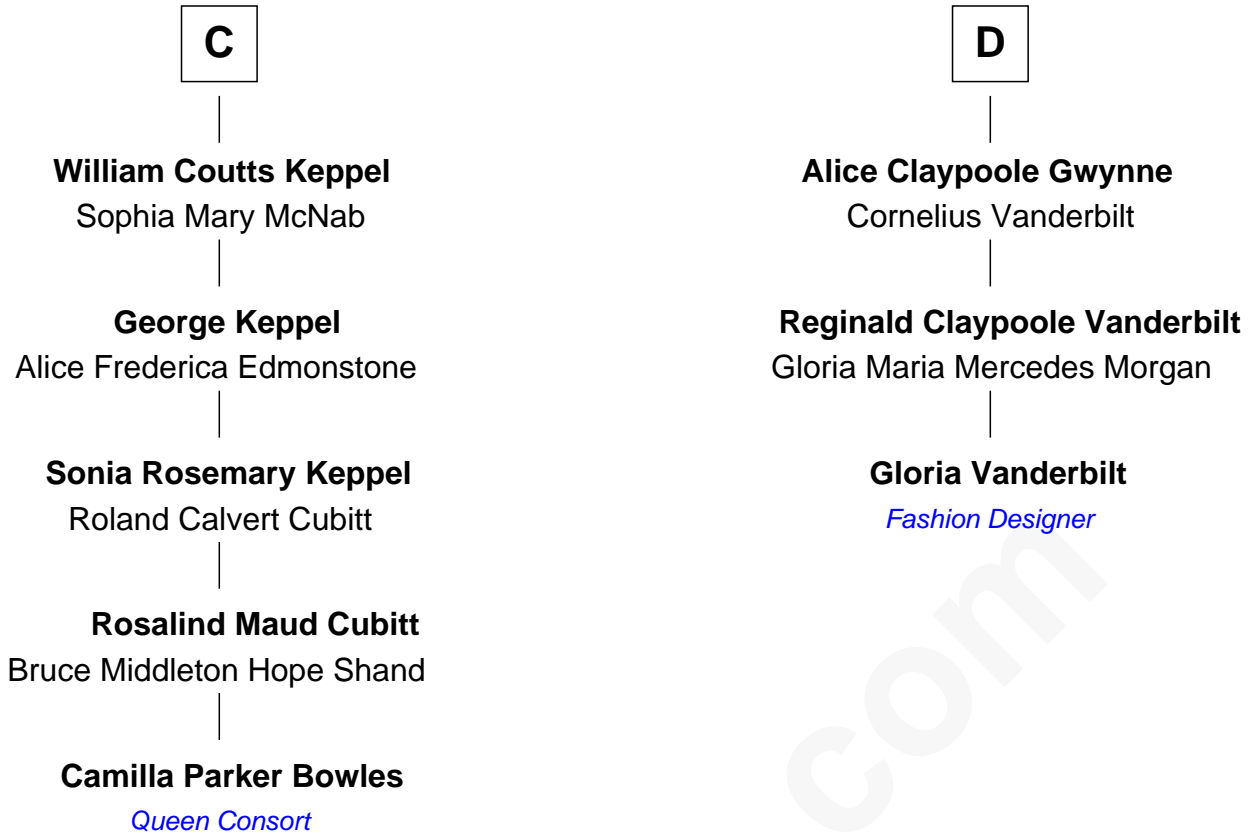 C
William Coutts Keppel
Sophia Mary McNab
George Keppel
Alice Frederica Edmonstone
Sonia Rosemary Keppel
Roland Calvert Cubitt
Rosalind Maud Cubitt
Bruce Middleton Hope Shand
Camilla Parker Bowles
Queen Consort
D
Alice Claypoole Gwynne
Cornelius Vanderbilt
Reginald Claypoole Vanderbilt
Gloria Maria Mercedes Morgan
Gloria Vanderbilt
Fashion Designer
com